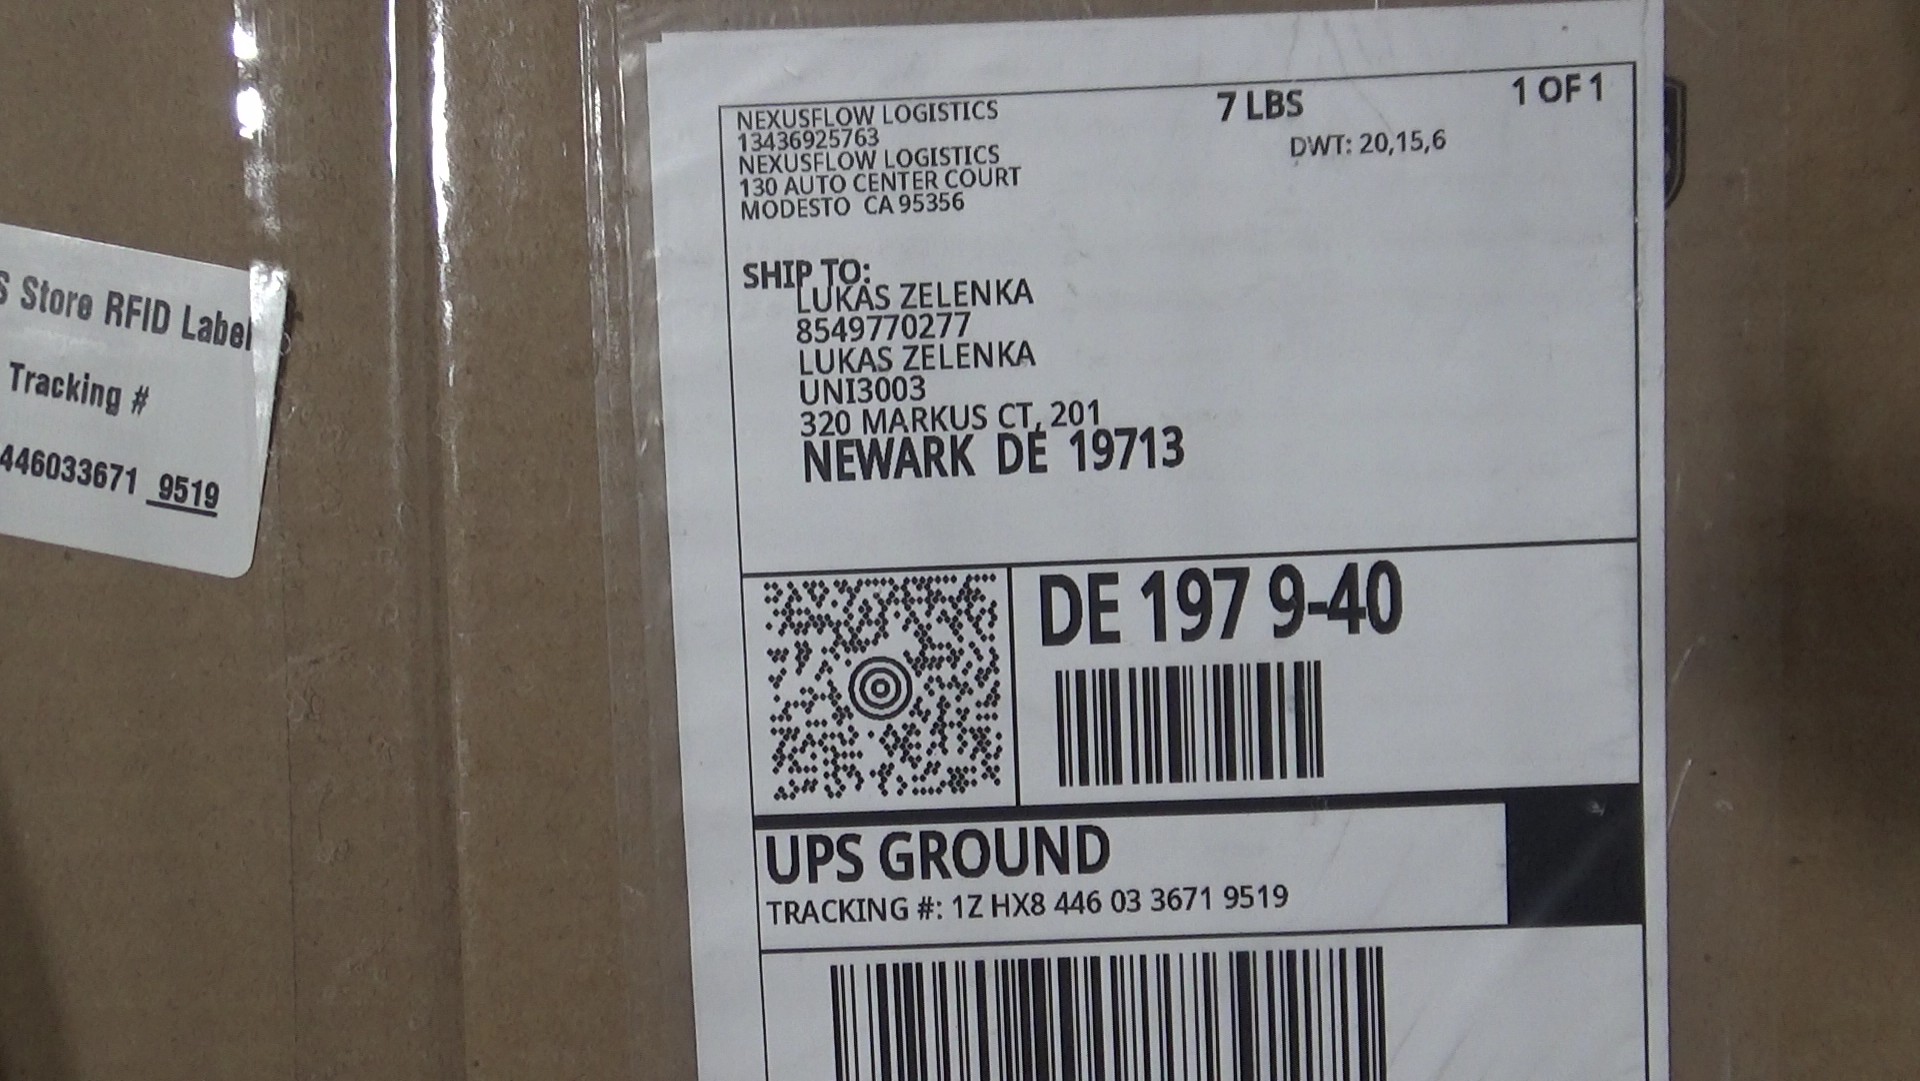 NEXUSFLOW LOGISTICS
13436925763
NEXUSFLOW LOGISTICS
130 AUTO CENTER COURT
MODESTO CA 95356
7 LBS
1 OF 1
DWT: 20,15,6
SHIP TO:
LUKAS ZELENKA
8549770277
LUKAS ZELENKA
UNI3003
320 MARKUS CT, 201
NEWARK DE 19713
DE 197 9-40
UPS GROUND
TRACKING #: 1Z HX8 446 03 3671 9519
S Store RFID Label
Tracking #
446033671 9519